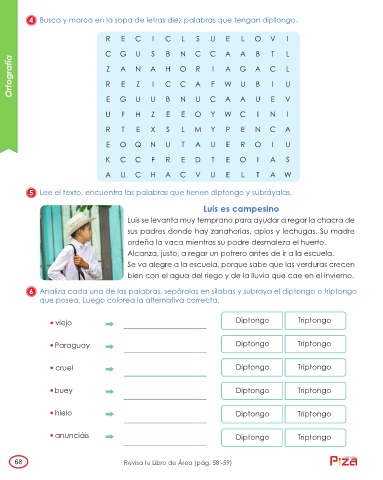 4 Busca y marca en la sopa de letras diez palabras que tengan diptongo.
R E C I C L S U E L O V I
C G U S B N C C A A B T L
Z A N A H O R I A G A C L
R E Z I C C A F W U B I U
E G U U B N U C A A U E V
U F H Z E E O Y W C I N I
R T E X S L M Y P E N C A
E O Q N U T A U E R O I U
K C C F R E D T E O I A S
A U C H A C V U E L T A W
Ortografía
5 Lee el texto, encuentra las palabras que tienen diptongo y subráyalas.
Luis es campesino
Luis se levanta muy temprano para ayudar a regar la chacra de
sus padres donde hay zanahorias, apios y lechugas. Su madre
ordeña la vaca mientras su padre desmaleza el huerto.
Alcanza, justo, a regar un potrero antes de ir a la escuela.
Se va alegre a la escuela, porque sabe que las verduras crecen
bien con el agua del riego y de la lluvia que cae en el invierno.
6 Analiza cada una de las palabras, sepáralas en sílabas y subraya el diptongo o triptongo
que posea. Luego colorea la alternativa correcta.
• viejo Diptongo Triptongo
• Paraguay Diptongo Triptongo
• cruel Diptongo Triptongo
• buey Diptongo Triptongo
• hielo Diptongo Triptongo
• anunciáis Diptongo Triptongo
68 Revisa tu Libro de Área (pág. 58 -59)